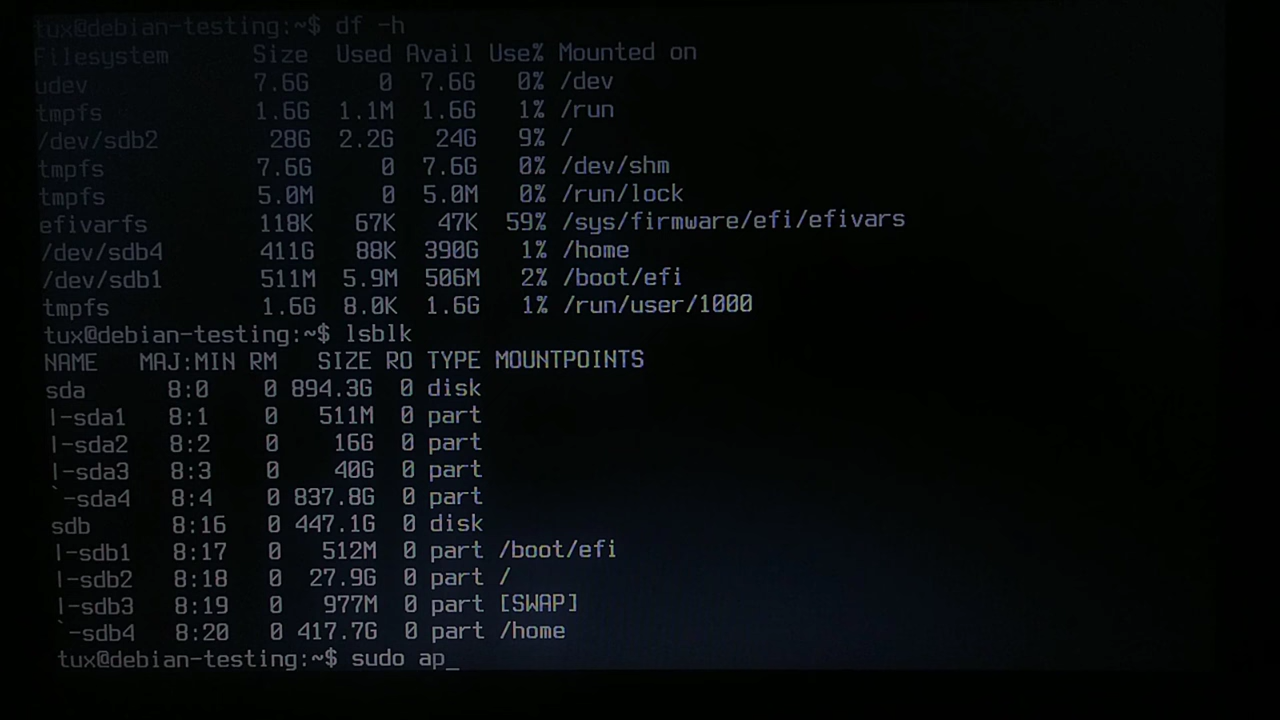 tux@debian-testing:~$ df -h
Filesystem Size Used Avail Use% Mounted on
udev 7.6G 0 7.6G 0% /dev
tmpfs 1.6G 1.1M 1.6G 1% /run
/dev/sdb2 28G 2.2G 24G 9% /
tmpfs 7.6G 0 7.6G 0% /dev/shm
tmpfs 5.0M 0 5.0M 0% /run/lock
efivarfs 118K 67K 47K 59% /sys/firmware/efi/efivars
/dev/sdb4 411G 88K 390G 1% /home
/dev/sdb1 511M 5.9M 506M 2% /boot/efi
tmpfs 1.6G 8.0K 1.6G 1% /run/user/1000
tux@debian-testing:~$ lsblk
NAME MAJ:MIN RM SIZE RO TYPE MOUNTPOINTS
sda 8:0 0 894.3G 0 disk
|-sda1 8:1 0 511M 0 part
|-sda2 8:2 0 16G 0 part
|-sda3 8:3 0 40G 0 part
`-sda4 8:4 0 837.8G 0 part
sdb 8:16 0 447.1G 0 disk
|-sdb1 8:17 0 512M 0 part /boot/efi
|-sdb2 8:18 0 27.9G 0 part /
|-sdb3 8:19 0 977M 0 part [SWAP]
`-sdb4 8:20 0 417.7G 0 part /home
tux@debian-testing:~$ sudo ap_